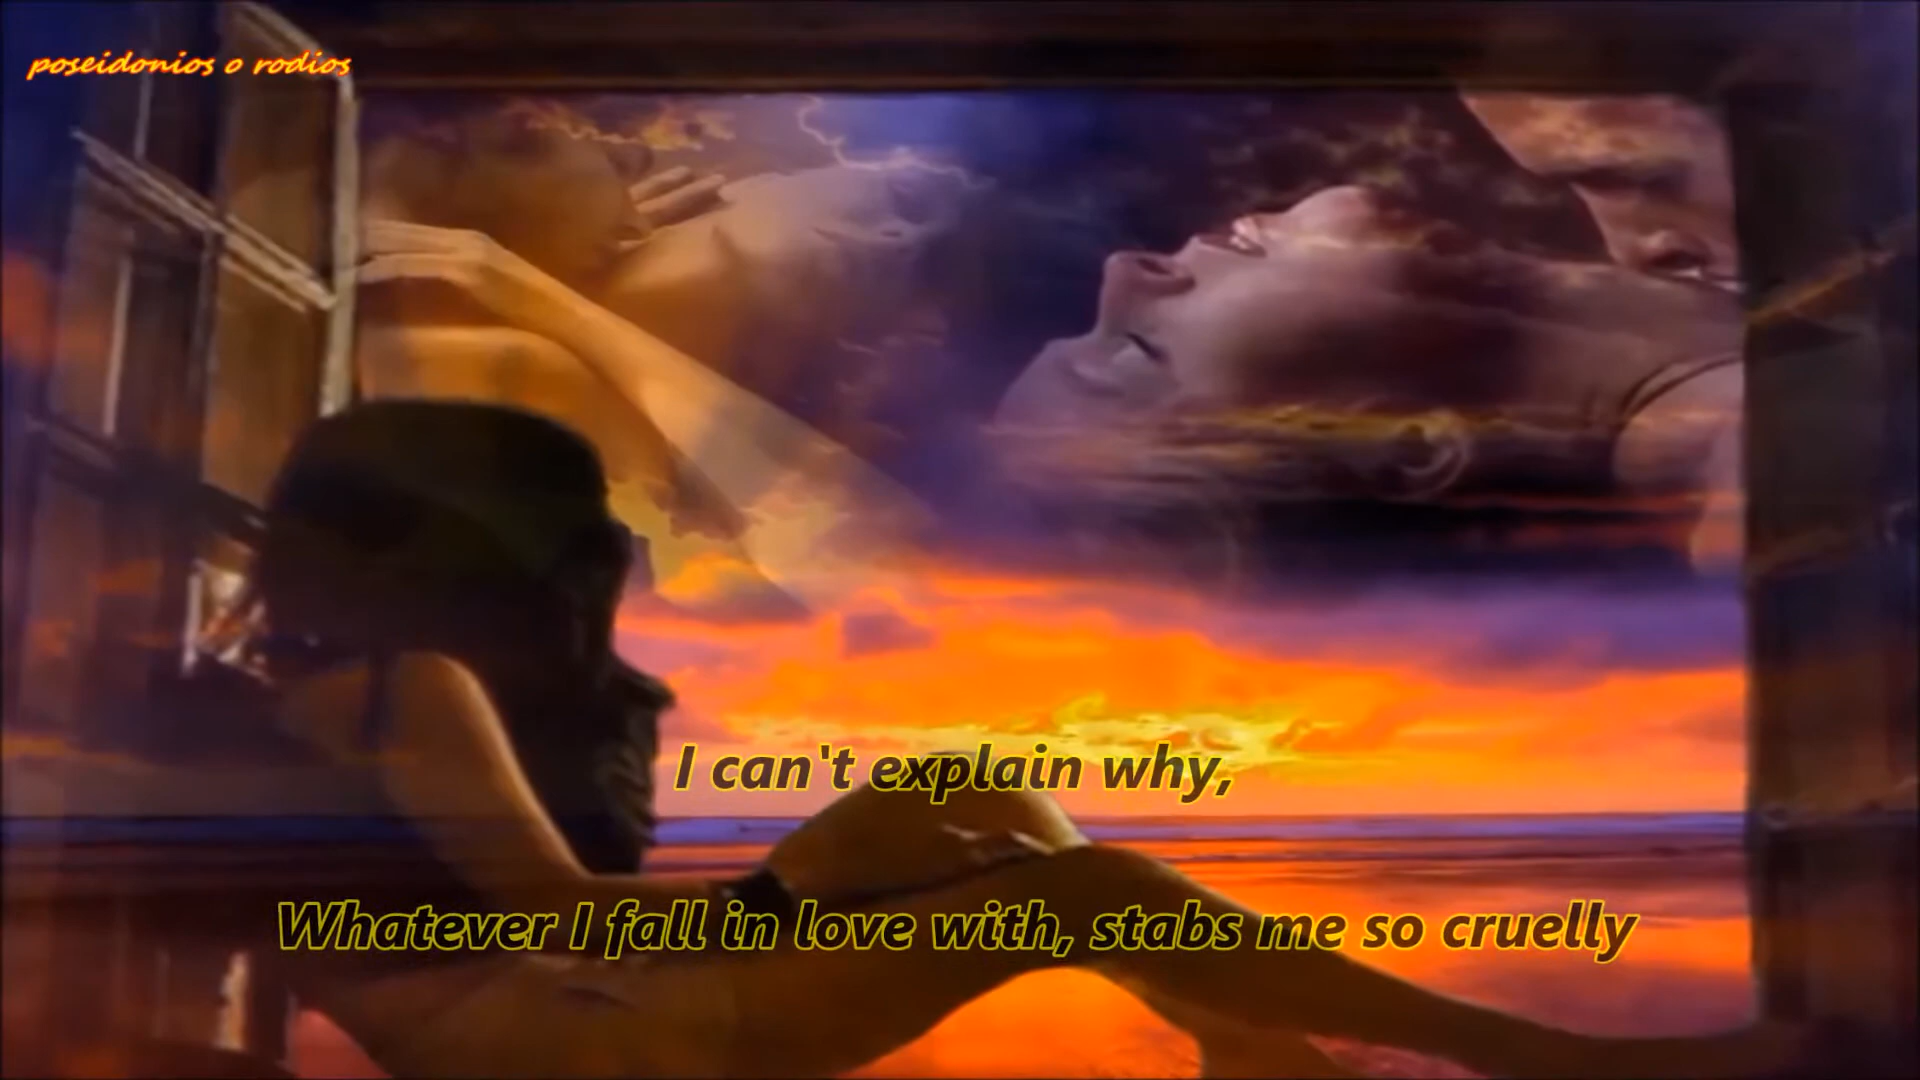 poseidonios o rodios
I can't explain why,
Whatever I fall in love with, stabs me so cruelly